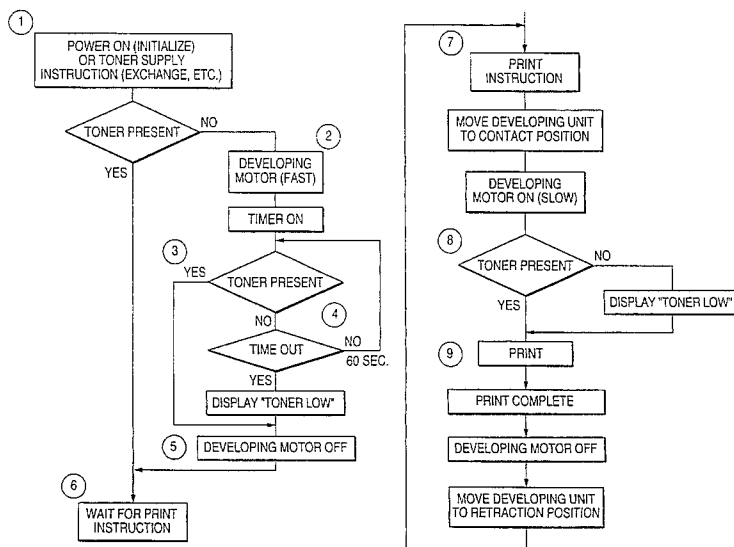 1
POWER ON (INITIALIZE)
OR TONER SUPPLY
INSTRUCTION (EXCHANGE, ETC.)
TONER PRESENT
NO
YES
2
DEVELOPING
MOTOR (FAST)
TIMER ON
3
YES
TONER PRESENT
NO
4
TIME OUT
NO
60 SEC.
YES
DISPLAY "TONER LOW"
5
DEVELOPING MOTOR OFF
6
WAIT FOR PRINT
INSTRUCTION
7
PRINT
INSTRUCTION
MOVE DEVELOPING UNIT
TO CONTACT POSITION
DEVELOPING
MOTOR ON (SLOW)
8
TONER PRESENT
NO
YES
DISPLAY "TONER LOW"
9
PRINT
PRINT COMPLETE
DEVELOPING MOTOR OFF
MOVE DEVELOPING UNIT
TO RETRACTION POSITION